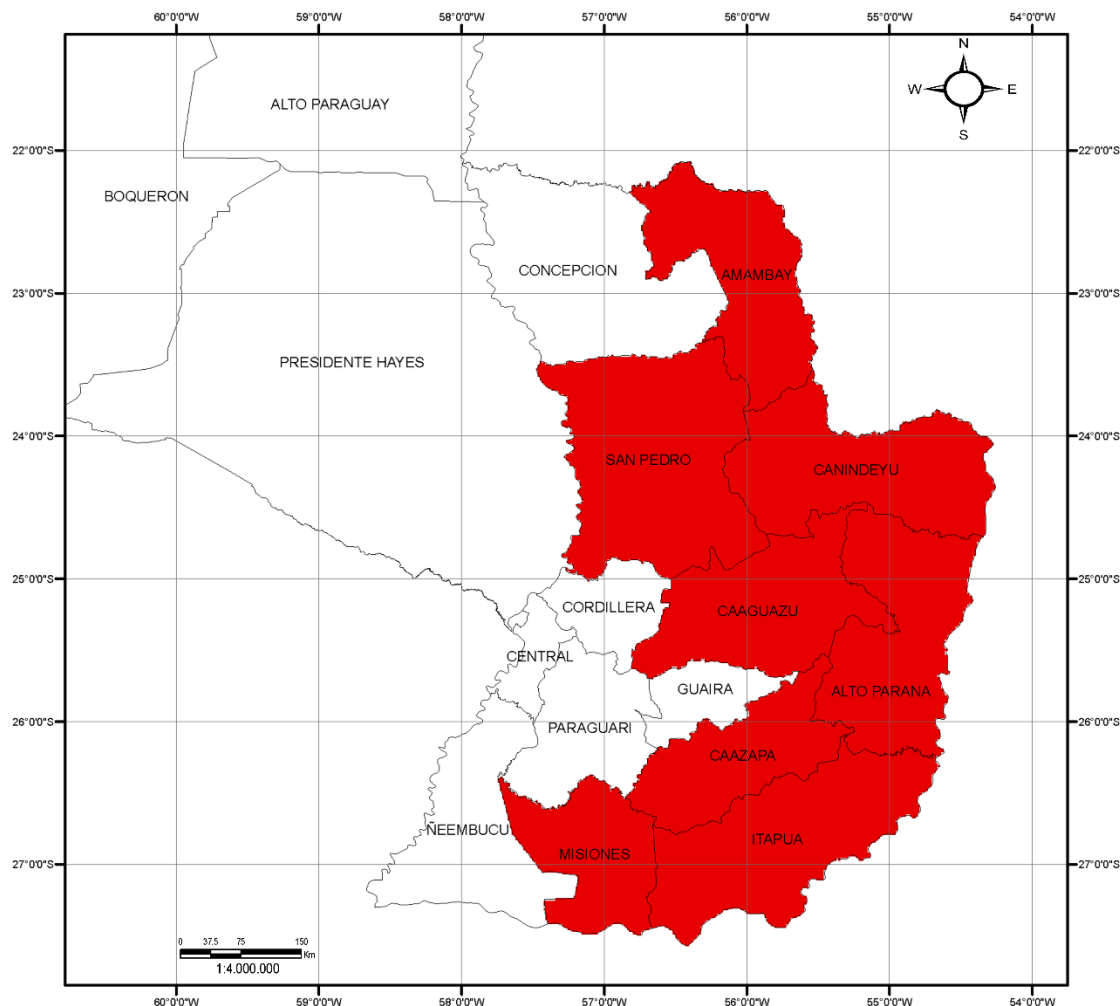 60°0'0"W 59°0'0"W 58°0'0"W 57°0'0"W 56°0'0"W 55°0'0"W 54°0'0"W
N
W E
S
ALTO PARAGUAY
22°0'0"S 22°0'0"S
BOQUERON
CONCEPCION
AMAMBAY
23°0'0"S 23°0'0"S
PRESIDENTE HAYES
24°0'0"S 24°0'0"S
SAN PEDRO
CANINDEYU
25°0'0"S 25°0'0"S
CORDILLERA
CAAGUAZU
CENTRAL
GUAIRA
ALTO PARANA
26°0'0"S 26°0'0"S
PARAGUARI
CAAZAPA
ÑEEMBUCU
ITAPUA
MISIONES
27°0'0"S 27°0'0"S
0 37.5 75 150
Km
1:4.000.000
60°0'0"W 59°0'0"W 58°0'0"W 57°0'0"W 56°0'0"W 55°0'0"W 54°0'0"W